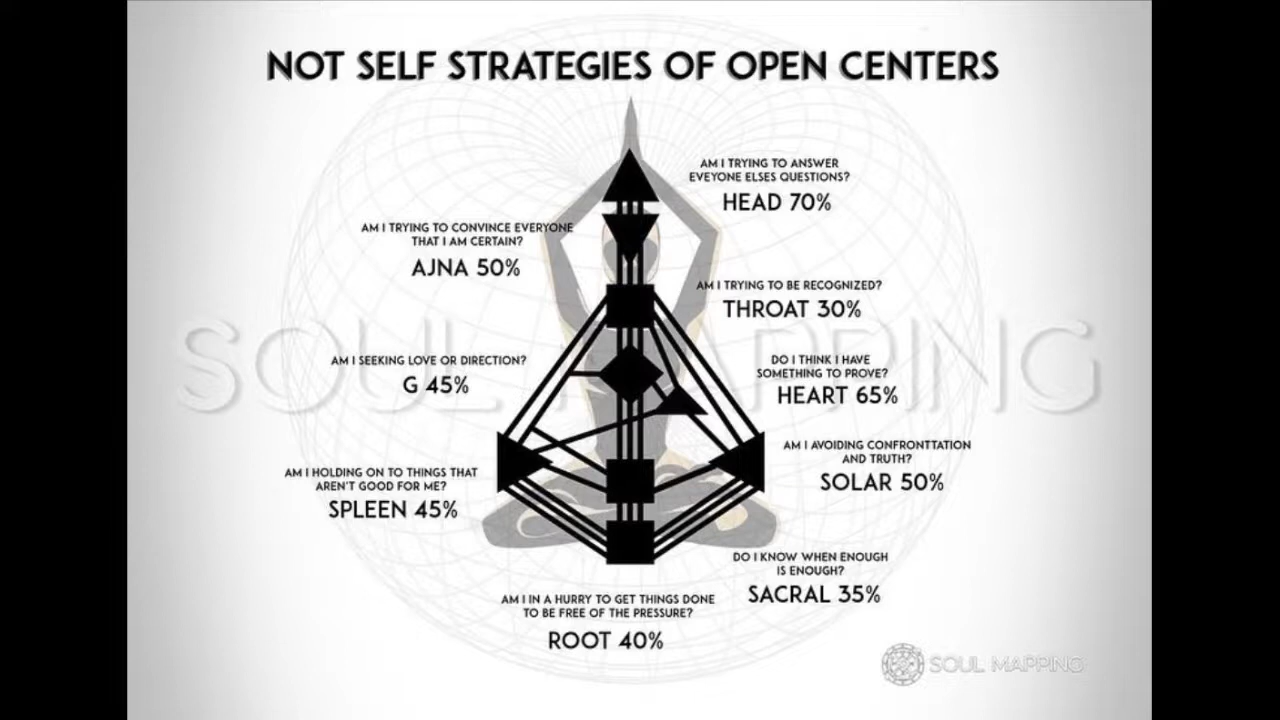 NOT SELF STRATEGIES OF OPEN CENTERS
AM I TRYING TO ANSWER
EVEYONE ELSES QUESTIONS?
HEAD 70%
AM I TRYING TO CONVINCE EVERYONE
THAT I AM CERTAIN?
AJNA 50%
AM I TRYING TO BE RECOGNIZED?
THROAT 30%
SOUL MAPPING
AM I SEEKING LOVE OR DIRECTION?
G 45%
DO I THINK I HAVE
SOMETHING TO PROVE?
HEART 65%
AM I AVOIDING CONFRONTTATION
AND TRUTH?
SOLAR 50%
AM I HOLDING ON TO THINGS THAT
AREN'T GOOD FOR ME?
SPLEEN 45%
DO I KNOW WHEN ENOUGH
IS ENOUGH?
SACRAL 35%
AM I IN A HURRY TO GET THINGS DONE
TO BE FREE OF THE PRESSURE?
ROOT 40%
SOUL MAPPING